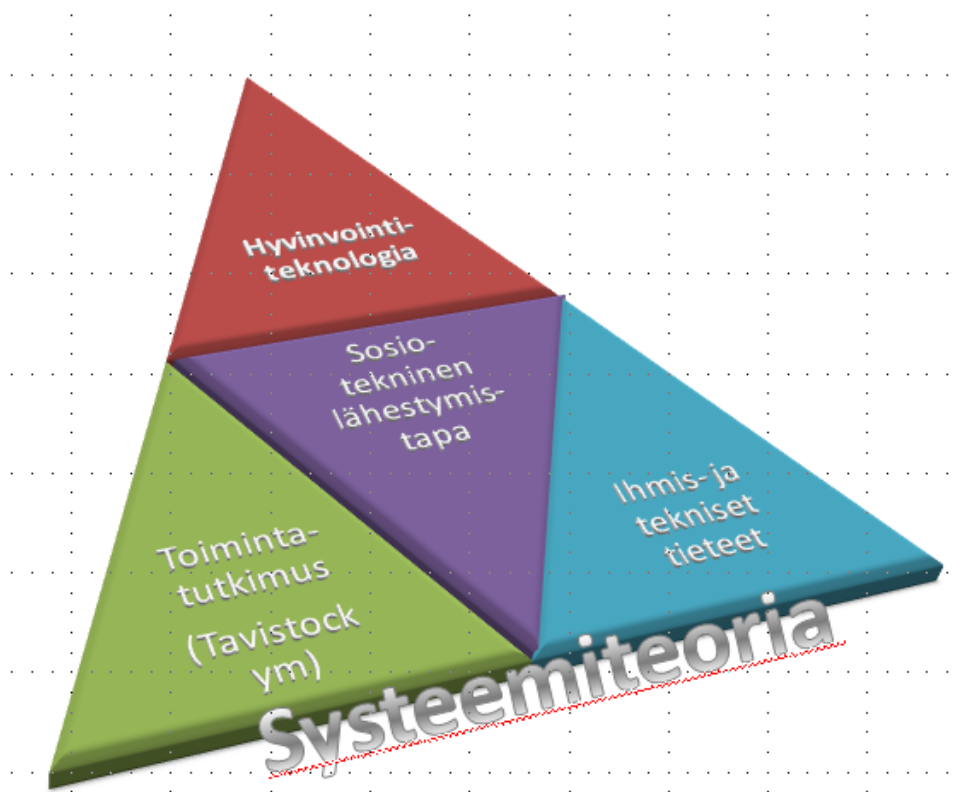 Hyvinvointi-
teknologia
Sosio-
tekninen
lähestymis-
tapa
Ihmis- ja
tekniset
tieteet
Toiminta-
tutkimus
(Tavistock
ym)
Systeemiteoria